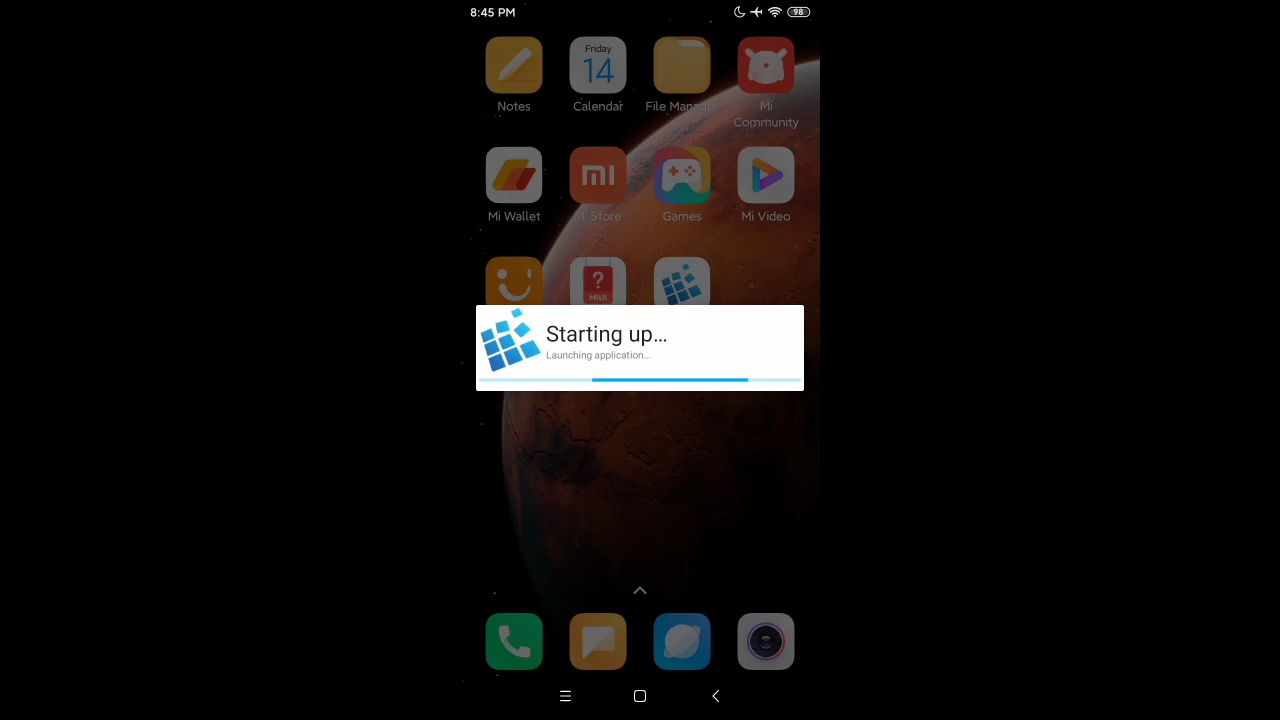 8:45 PM
98
Friday
14
Notes
Calendar
File Manager
Mi
Community
mi
Mi Wallet
Mi Store
Games
Mi Video
?
MIUI
Starting up...
Launching application...